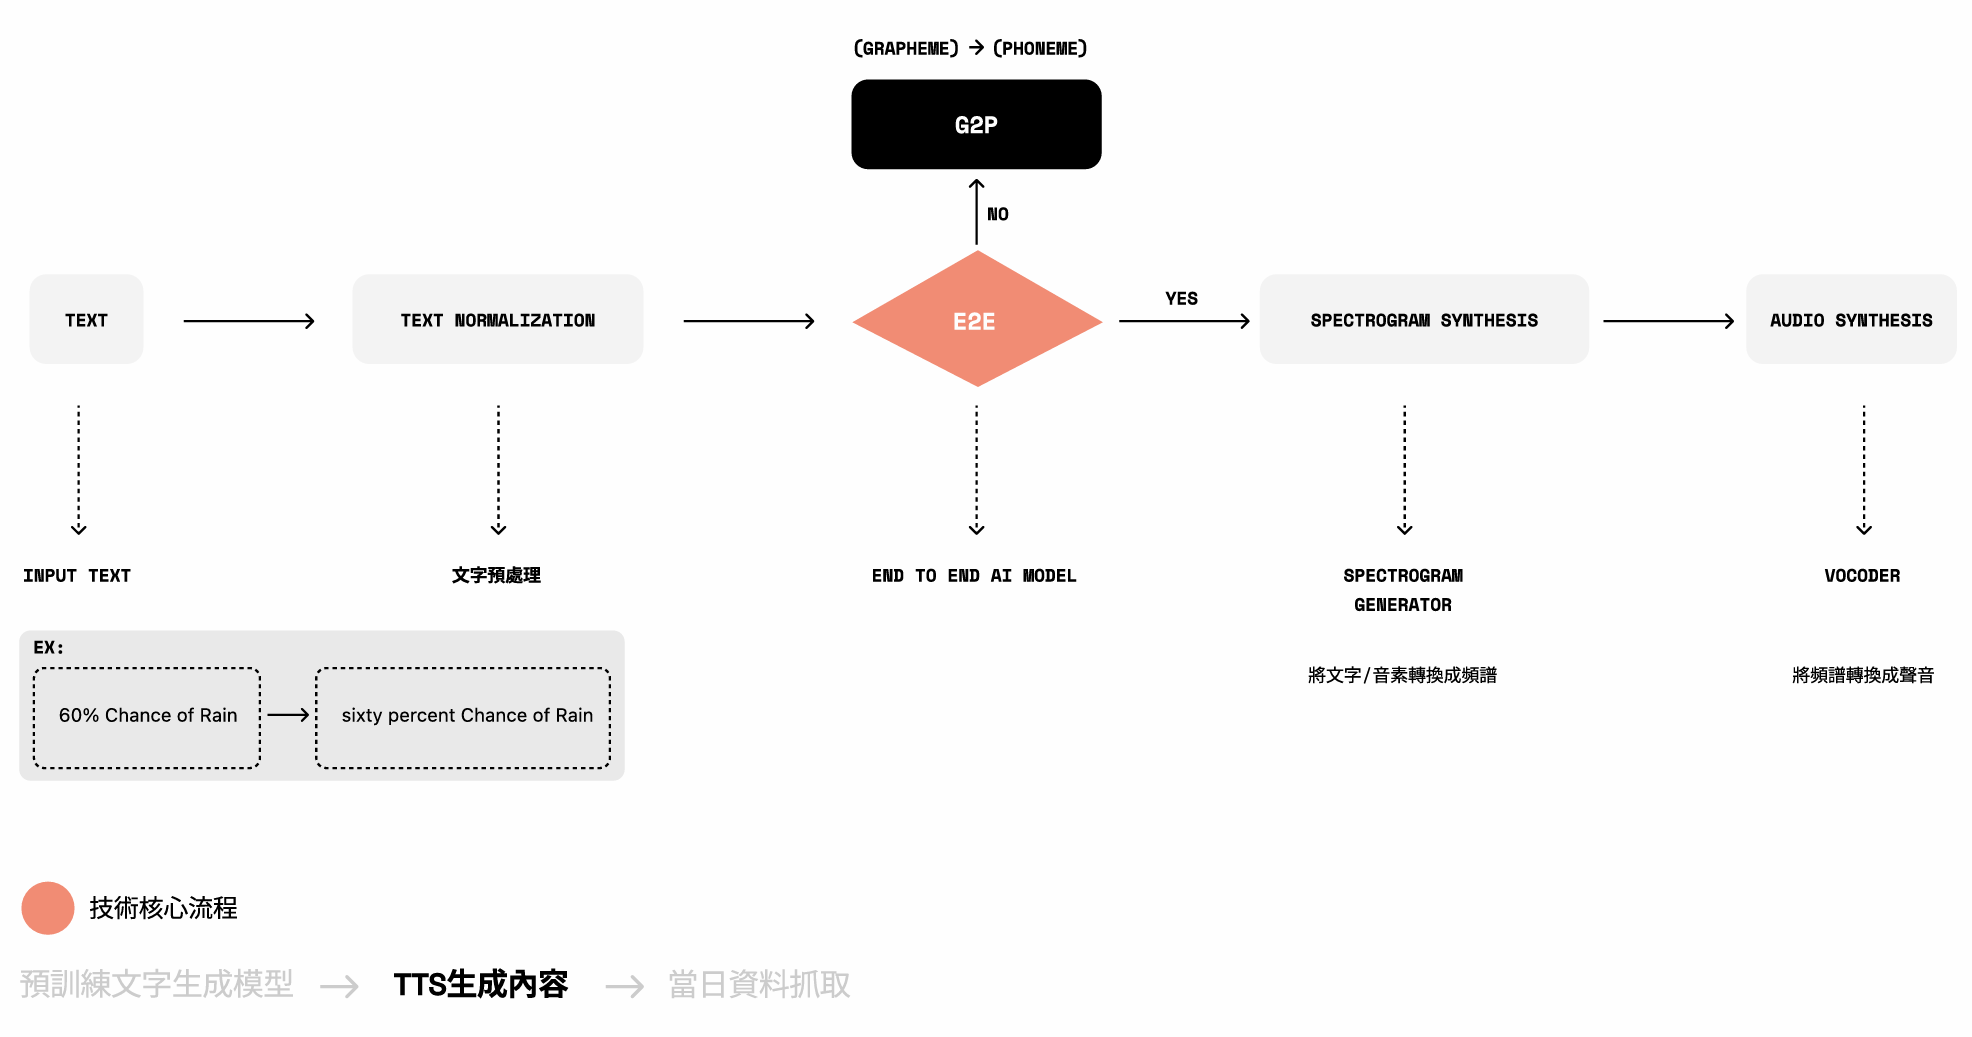 (GRAPHEME) → (PHONEME)
G2P
NO
TEXT
TEXT NORMALIZATION
E2E
YES
SPECTROGRAM SYNTHESIS
AUDIO SYNTHESIS
INPUT TEXT
文字預處理
END TO END AI MODEL
SPECTROGRAM
GENERATOR
VOCODER
將文字/音素轉換成頻譜
將頻譜轉換成聲音
EX:
60% Chance of Rain
sixty percent Chance of Rain
技術核心流程
預訓練文字生成模型 → TTS生成內容 → 當日資料抓取